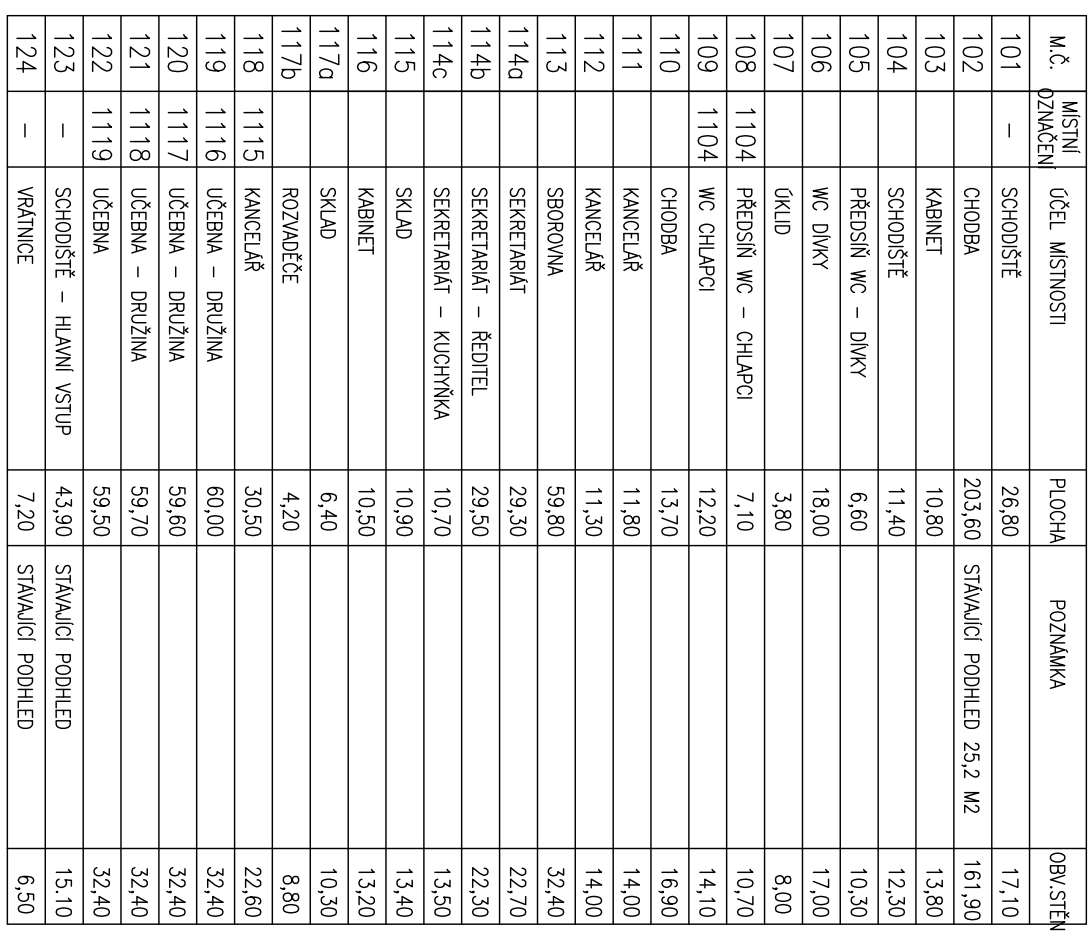 M.Č. MÍSTNÍ OZNAČENÍ ÚČEL MÍSTNOSTI PLOCHA POZNÁMKA OBV.STĚN
101 – SCHODIŠTĚ 26,80 17,10
102 CHODBA 203,60 STÁVAJÍCÍ PODHLED 25,2 M2 161,90
103 KABINET 10,80 13,80
104 SCHODIŠTĚ 11,40 12,30
105 PŘEDSÍŇ WC – DÍVKY 6,60 10,30
106 WC DÍVKY 18,00 17,00
107 ÚKLID 3,80 8,00
108 1104 PŘEDSÍŇ WC – CHLAPCI 7,10 10,70
109 1104 WC CHLAPCI 12,20 14,10
110 CHODBA 13,70 16,90
111 KANCELÁŘ 11,80 14,00
112 KANCELÁŘ 11,30 14,00
113 SBOROVNA 59,80 32,40
114a SEKRETARIÁT 29,30 22,70
114b SEKRETARIÁT – ŘEDITEL 29,50 22,30
114c SEKRETARIÁT – KUCHYŇKA 10,70 13,50
115 SKLAD 10,90 13,40
116 KABINET 10,50 13,20
117a SKLAD 6,40 10,30
117b ROZVADĚČE 4,20 8,80
118 1115 KANCELÁŘ 30,50 22,60
119 1116 UČEBNA – DRUŽINA 60,00 32,40
120 1117 UČEBNA – DRUŽINA 59,60 32,40
121 1118 UČEBNA – DRUŽINA 59,70 32,40
122 1119 UČEBNA 59,50 32,40
123 – SCHODIŠTĚ – HLAVNÍ VSTUP 43,90 STÁVAJÍCÍ PODHLED 15.10
124 – VRÁTNICE 7,20 STÁVAJÍCÍ PODHLED 6,50